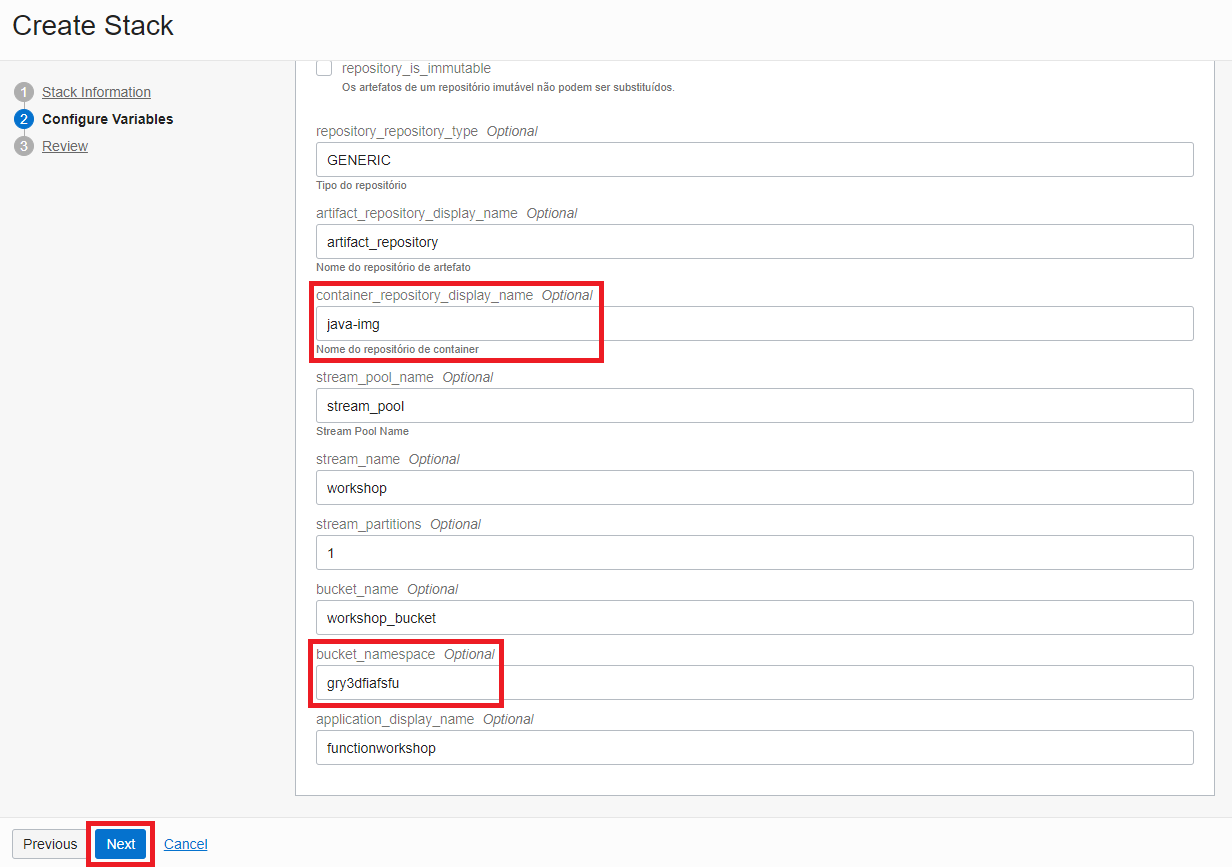 Create Stack
1 Stack Information
2 Configure Variables
3 Review
repository_is_immutable
Os artefatos de um repositório imutável não podem ser substituídos.
repository_repository_type Optional
GENERIC
Tipo do repositório
artifact_repository_display_name Optional
artifact_repository
Nome do repositório de artefato
container_repository_display_name Optional
java-img
Nome do repositório de container
stream_pool_name Optional
stream_pool
Stream Pool Name
stream_name Optional
workshop
stream_partitions Optional
1
bucket_name Optional
workshop_bucket
bucket_namespace Optional
gry3dfiafsfu
application_display_name Optional
functionworkshop
Previous Next Cancel